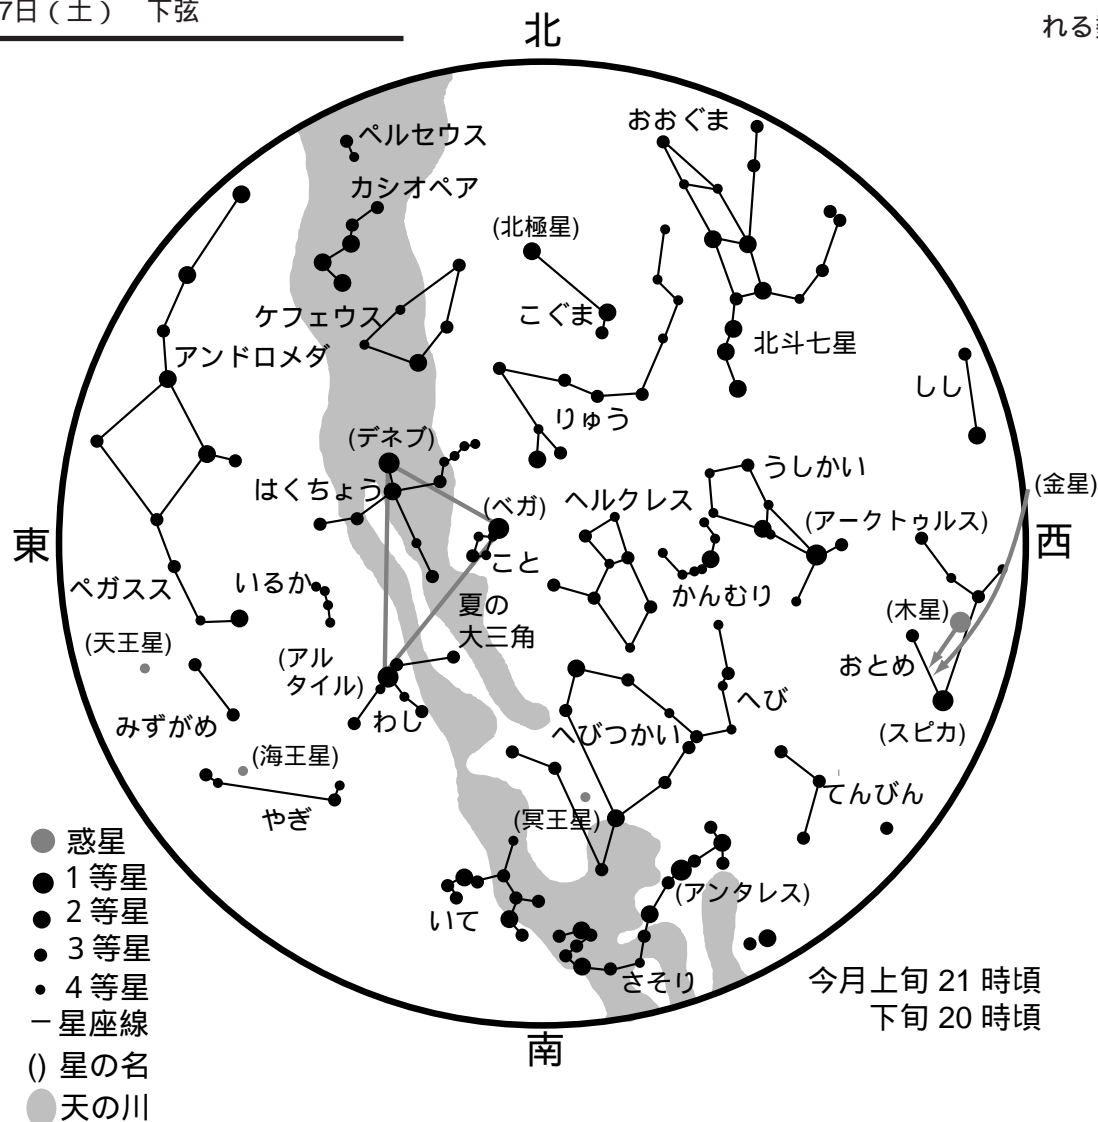 7日（土）　下弦
れる
北
おおぐま
ペルセウス
カシオペア
(北極星)
ケフェウス
こぐま
アンドロメダ
北斗七星
しし
りゅう
(デネブ)
うしかい
はくちょう
(ベガ)
ヘルクレス
(金星)
(アークトゥルス)
東
西
こと
ペガスス
いるか
夏の
大三角
かんむり
(木星)
(天王星)
(アル
タイル)
おとめ
みずがめ
わし
へびつかい
へび
(スピカ)
(海王星)
てんびん
やぎ
(冥王星)
(アンタレス)
いて
さそり
南
惑星
1 等星
2 等星
3 等星
4 等星
− 星座線
() 星の名
天の川
今月上旬 21 時頃
下旬 20 時頃